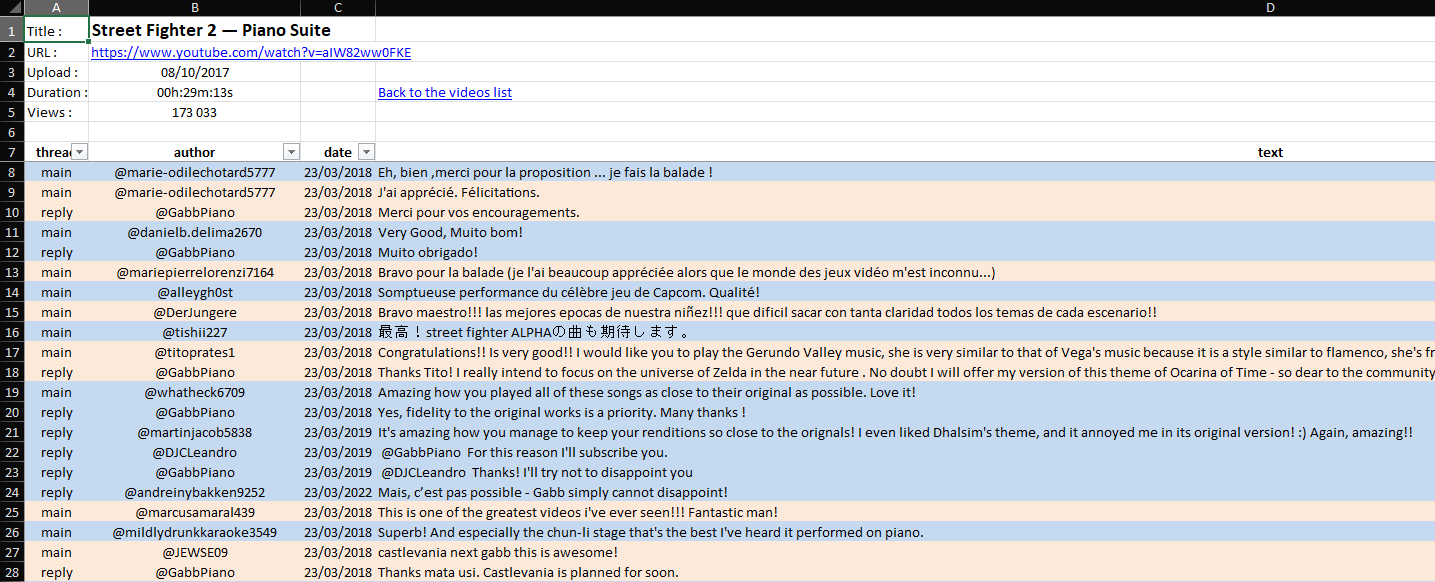 A B C D
1 Title : Street Fighter 2 — Piano Suite
2 URL : https://www.youtube.com/watch?v=aIW82ww0FKE
3 Upload : 08/10/2017
4 Duration : 00h:29m:13s Back to the videos list
5 Views : 173 033
6
7 threa author date text
8 main @marie-odilechotard5777 23/03/2018 Eh, bien ,merci pour la proposition ... je fais la balade !
9 main @marie-odilechotard5777 23/03/2018 J'ai apprécié. Félicitations.
10 reply @GabbPiano 23/03/2018 Merci pour vos encouragements.
11 main @danielb.delima2670 23/03/2018 Very Good, Muito bom!
12 reply @GabbPiano 23/03/2018 Muito obrigado!
13 main @mariepierrelorenzi7164 23/03/2018 Bravo pour la balade (je l'ai beaucoup appréciée alors que le monde des jeux vidéo m'est inconnu...)
14 main @alleygh0st 23/03/2018 Somptueuse performance du célèbre jeu de Capcom. Qualité!
15 main @DerJungere 23/03/2018 Bravo maestro!!! las mejores epocas de nuestra niñez!!! que dificil sacar con tanta claridad todos los temas de cada escenario!!
16 main @tishii227 23/03/2018 最高！street fighter ALPHAの曲も期待します。
17 main @titoprates1 23/03/2018 Congratulations!! Is very good!! I would like you to play the Gerundo Valley music, she is very similar to that of Vega's music because it is a style similar to flamenco, she's fr
18 reply @GabbPiano 23/03/2018 Thanks Tito! I really intend to focus on the universe of Zelda in the near future . No doubt I will offer my version of this theme of Ocarina of Time - so dear to the community
19 main @whatheck6709 23/03/2018 Amazing how you played all of these songs as close to their original as possible. Love it!
20 reply @GabbPiano 23/03/2018 Yes, fidelity to the original works is a priority. Many thanks !
21 reply @martinjacob5838 23/03/2019 It's amazing how you manage to keep your renditions so close to the orignals! I even liked Dhalsim's theme, and it annoyed me in its original version! :) Again, amazing!!
22 reply @DJCLeandro 23/03/2019 @GabbPiano For this reason I'll subscribe you.
23 reply @GabbPiano 23/03/2019 @DJCLeandro Thanks! I'll try not to disappoint you
24 reply @andreinybakken9252 23/03/2022 Mais, c’est pas possible - Gabb simply cannot disappoint!
25 main @marcusamaral439 23/03/2018 This is one of the greatest videos i've ever seen!!! Fantastic man!
26 main @mildlydrunkkaraoke3549 23/03/2018 Superb! And especially the chun-li stage that's the best I've heard it performed on piano.
27 main @JEWSE09 23/03/2018 castlevania next gabb this is awesome!
28 reply @GabbPiano 23/03/2018 Thanks mata usi. Castlevania is planned for soon.